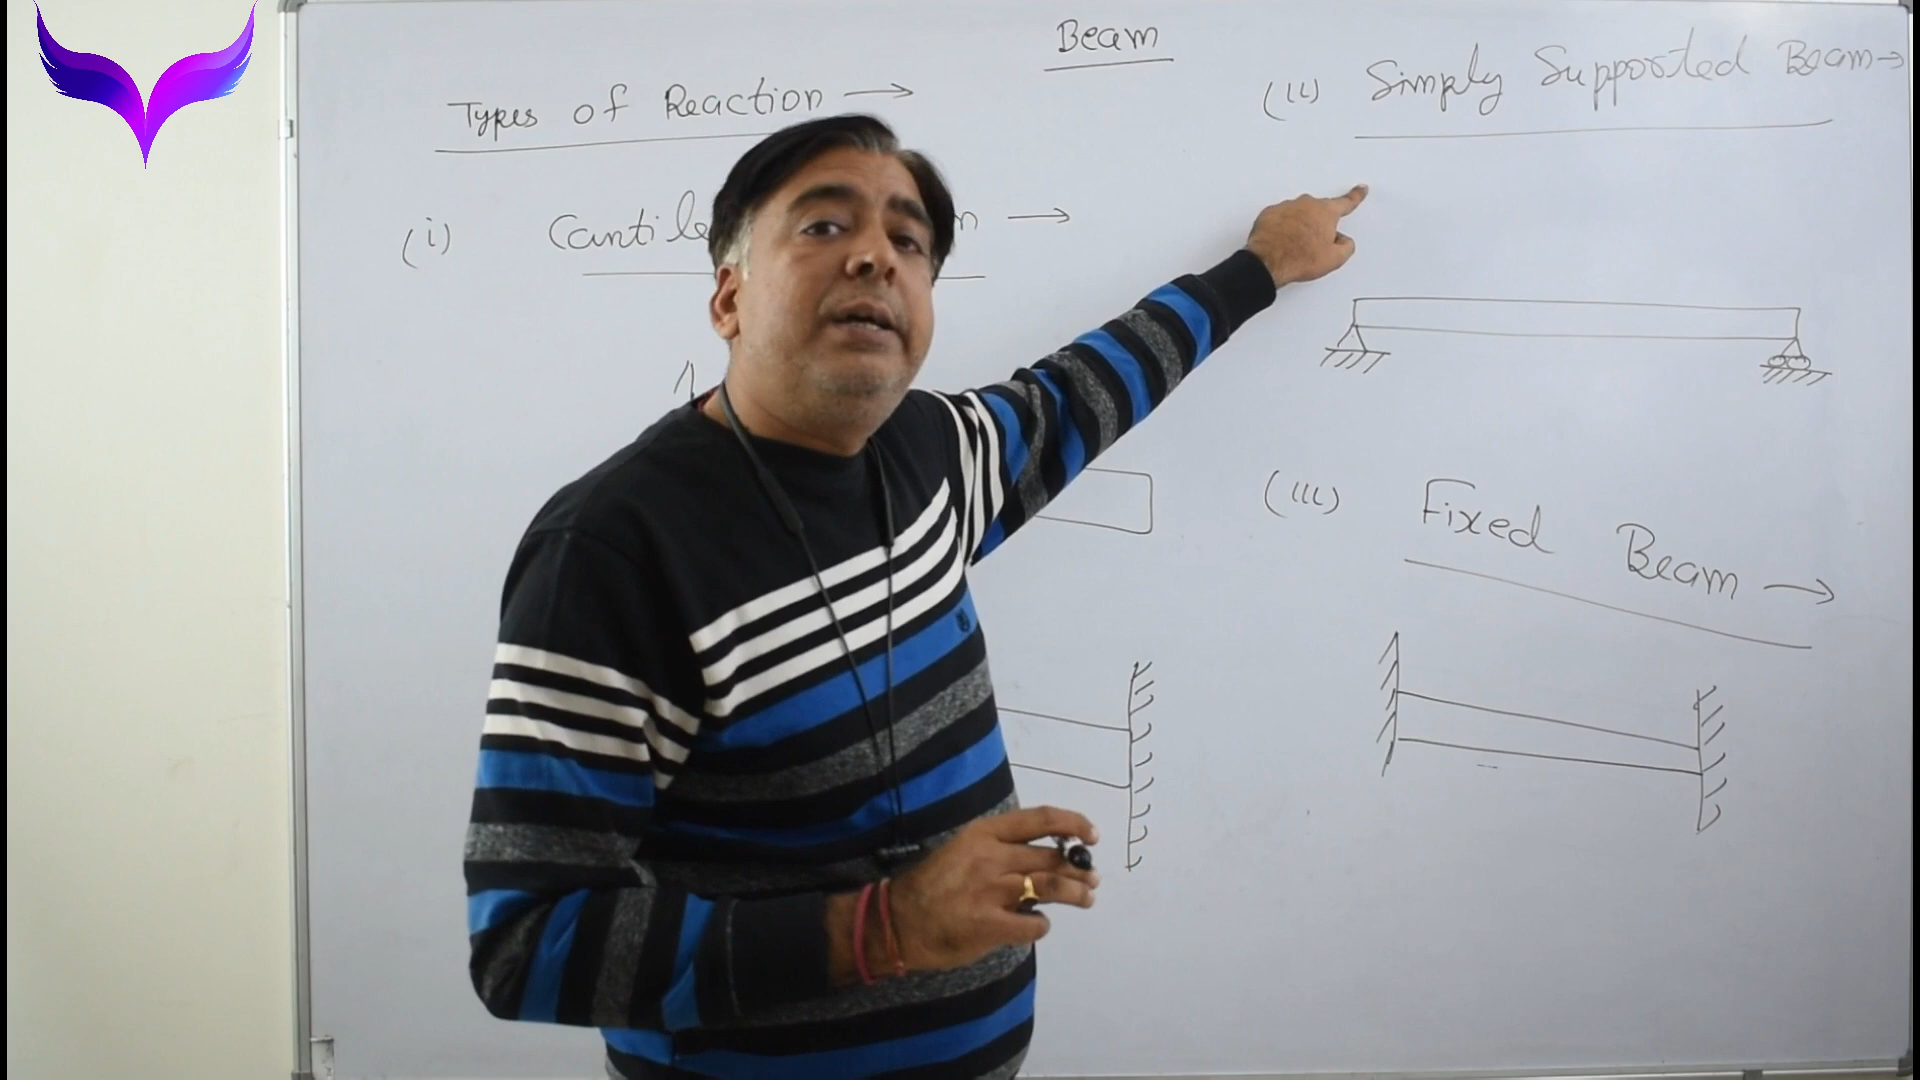 Beam
Types of Reaction →
(i) →
(ii) Simply Supported Beam →
(iii) Fixed Beam →